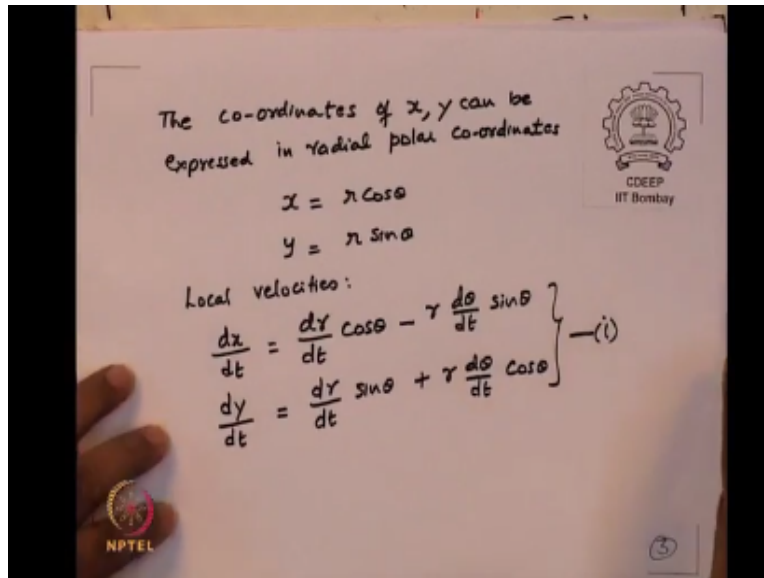 The co-ordinates of x, y can be
expressed in radial polar co-ordinates
x = r cosθ
y = r sinθ
Local velocities:
dx/dt = dr/dt cosθ - r dθ/dt sinθ
dy/dt = dr/dt sinθ + r dθ/dt cosθ } —(i)
CDEEP
IIT Bombay
NPTEL
3